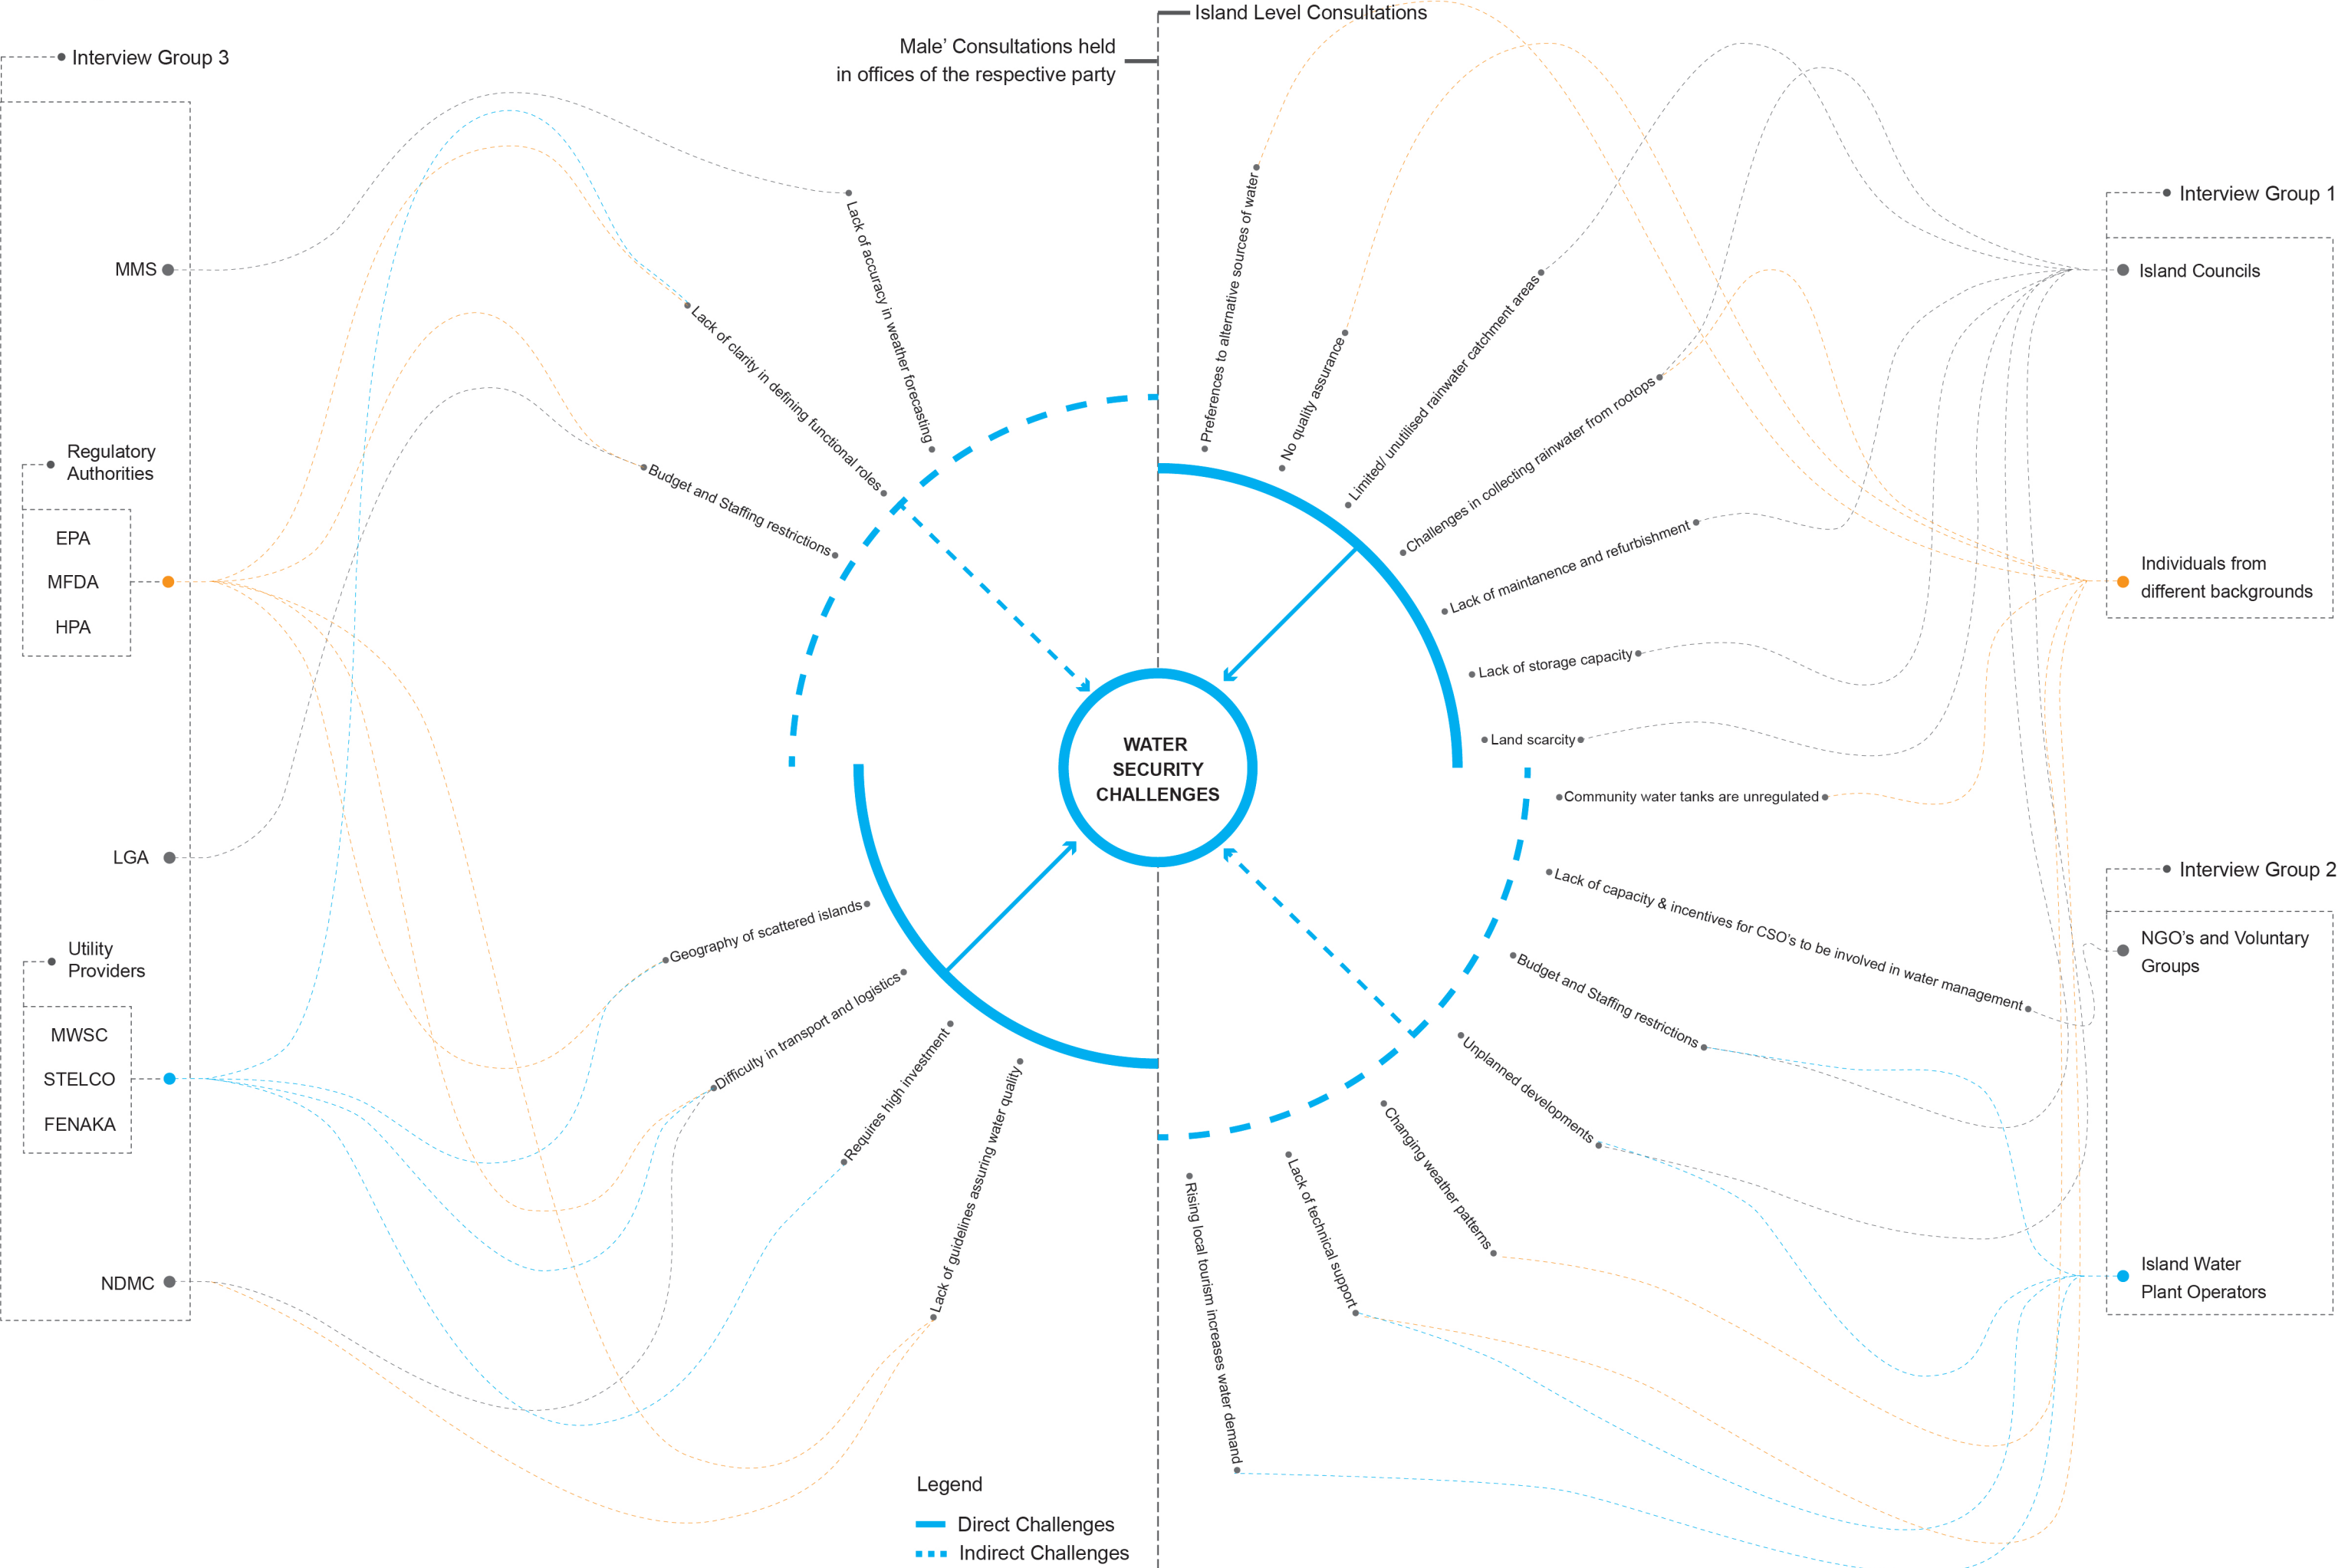 Island Level Consultations
Male’ Consultations held
in offices of the respective party
Interview Group 3
MMS
Regulatory
Authorities
EPA
MFDA
HPA
LGA
Utility
Providers
MWSC
STELCO
FENAKA
NDMC
Lack of accuracy in weather forecasting
Lack of clarity in defining functional roles
Budget and Staffing restrictions
Geography of scattered islands
Difficulty in transport and logistics
Requires high investment
Lack of guidelines assuring water quality
WATER
SECURITY
CHALLENGES
Preferences to alternative sources of water
No quality assurance
Limited/ unutilised rainwater catchment areas
Challenges in collecting rainwater from rootops
Lack of maintanence and refurbishment
Lack of storage capacity
Land scarcity
Community water tanks are unregulated
Lack of capacity & incentives for CSO’s to be involved in water management
Budget and Staffing restrictions
Unplanned developments
Changing weather patterns
Lack of technical support
Rising local tourism increases water demand
Interview Group 1
Island Councils
Individuals from
different backgrounds
Interview Group 2
NGO’s and Voluntary
Groups
Island Water
Plant Operators
Legend
Direct Challenges
Indirect Challenges